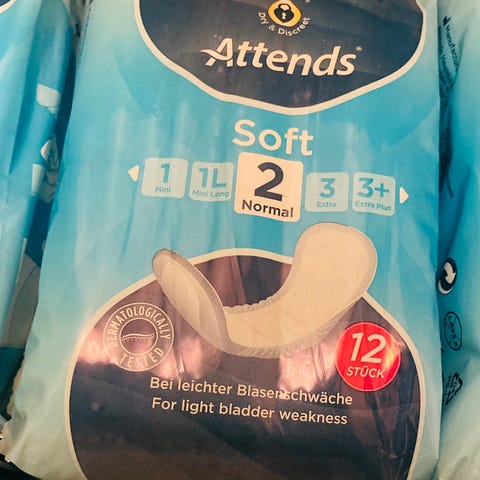 Dry & Discreet
Attends
Soft
1 1L 2 3 3+
Mini Mini Long Normal Extra Extra Plus
DERMATOLOGICALLY
TESTED
12
STÜCK
Bei leichter Blasenschwäche
For light bladder weakness